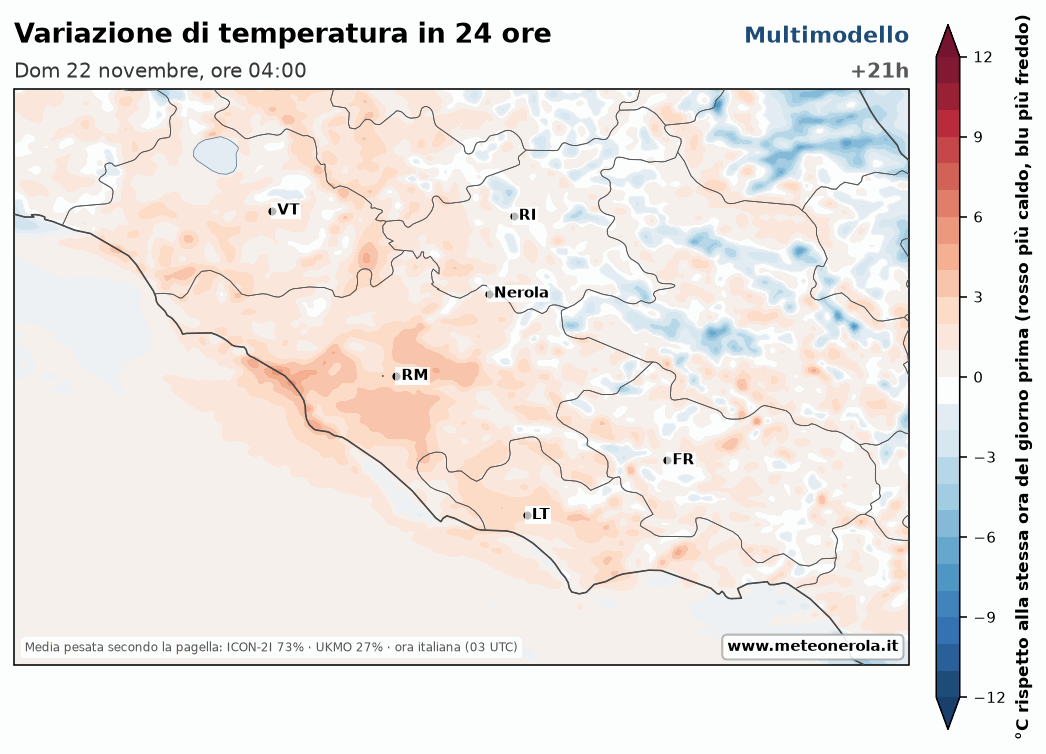 Variazione di temperatura in 24 ore
Multimodello
Dom 22 novembre, ore 04:00
+21h
VT
RI
Nerola
RM
FR
LT
Media pesata secondo la pagella: ICON-2I 73% · UKMO 27% · ora italiana (03 UTC)
www.meteonerola.it
12
9
6
3
0
−3
−6
−9
−12
°C rispetto alla stessa ora del giorno prima (rosso più caldo, blu più freddo)